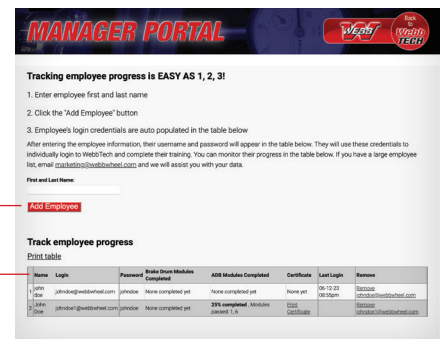 MANAGER PORTAL
WEBB
Back
to
Webb
TECH
Tracking employee progress is EASY AS 1, 2, 3!
1. Enter employee first and last name
2. Click the "Add Employee" button
3. Employee's login credentials are auto populated in the table below
After entering the employee information, their username and password will appear in the table below. They will use these credentials to
individually login to WebbTech and complete their training. You can monitor their progress in the table below. If you have a large employee
list, email marketing@webbwheel.com and we will assist you with your data.
First and Last Name:
Add Employee
Track employee progress
Print table
Name Login Password Brake Drum Modules Completed ADB Modules Completed Certificate Last Login Remove
1 john doe johndoe@webbwheel.com johndoe None completed yet None completed yet None yet 06-12-23 08:55pm Remove johndoe@webbwheel.com
2 John Doe johndoe1@webbwheel.com johndoe None completed yet 25% completed , Modules passed 1, 6 Print Certificate Remove johndoe1@webbwheel.com